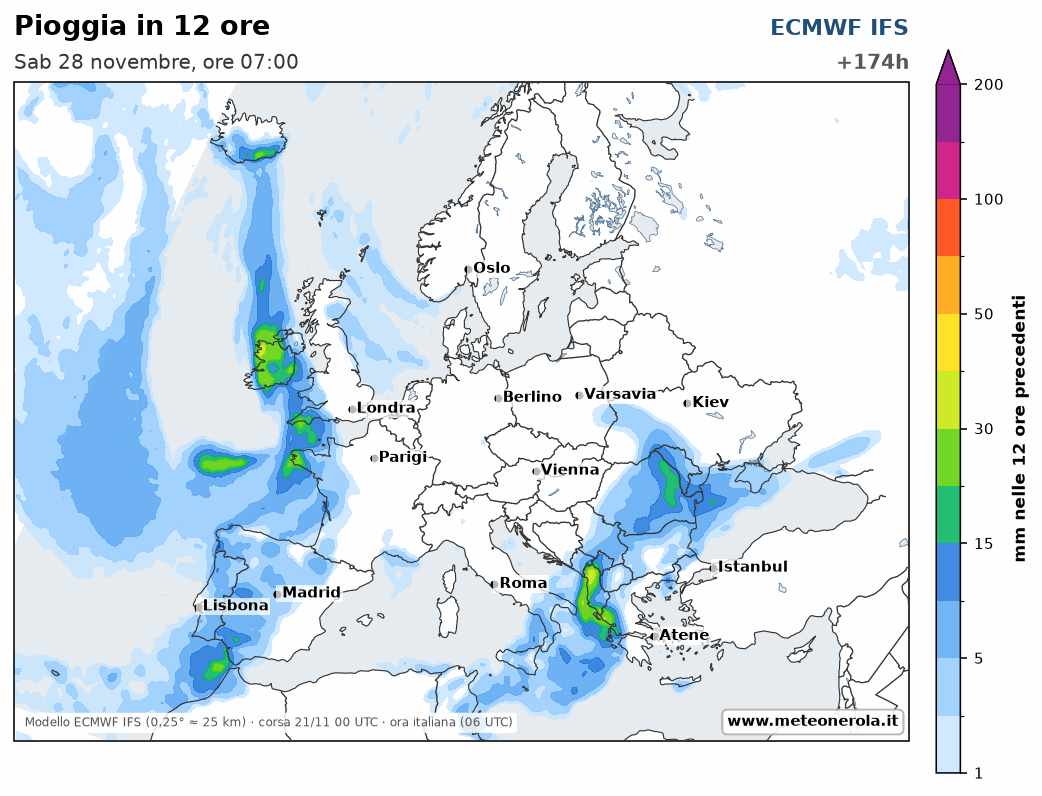 Pioggia in 12 ore
ECMWF IFS
Sab 28 novembre, ore 07:00
+174h
200
100
50
30
15
5
1
mm nelle 12 ore precedenti
Oslo
Berlino
Varsavia
Kiev
Londra
Parigi
Vienna
Istanbul
Roma
Madrid
Lisbona
Atene
Modello ECMWF IFS (0,25° ≈ 25 km) · corsa 21/11 00 UTC · ora italiana (06 UTC)
www.meteonerola.it